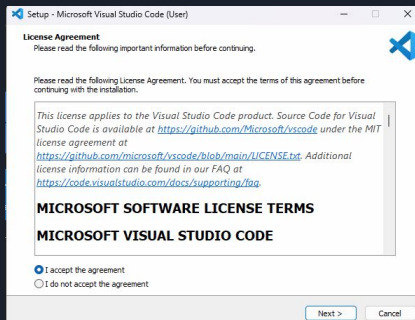 Setup - Microsoft Visual Studio Code (User)
License Agreement
Please read the following important information before continuing.
Please read the following License Agreement. You must accept the terms of this agreement before
continuing with the installation.
This license applies to the Visual Studio Code product. Source Code for Visual
Studio Code is available at https://github.com/Microsoft/vscode under the MIT
license agreement at
https://github.com/microsoft/vscode/blob/main/LICENSE.txt. Additional
license information can be found in our FAQ at
https://code.visualstudio.com/docs/supporting/faq.
MICROSOFT SOFTWARE LICENSE TERMS
MICROSOFT VISUAL STUDIO CODE
I accept the agreement
I do not accept the agreement
Next >
Cancel